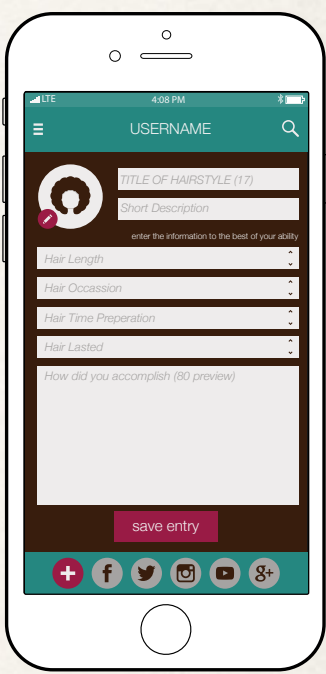 LTE 4:08 PM
USERNAME
TITLE OF HAIRSTYLE (17)
Short Description
enter the information to the best of your ability
Hair Length
Hair Occassion
Hair Time Preperation
Hair Lasted
How did you accomplish (80 preview)
save entry
f 8+